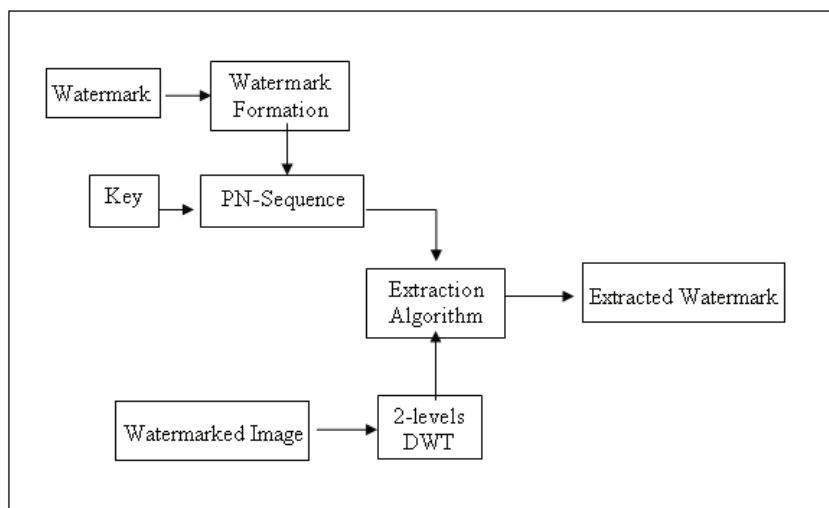 Watermark
Watermark
Formation
Key
PN-Sequence
Extraction
Algorithm
Extracted Watermark
Watermarked Image
2-levels
DWT